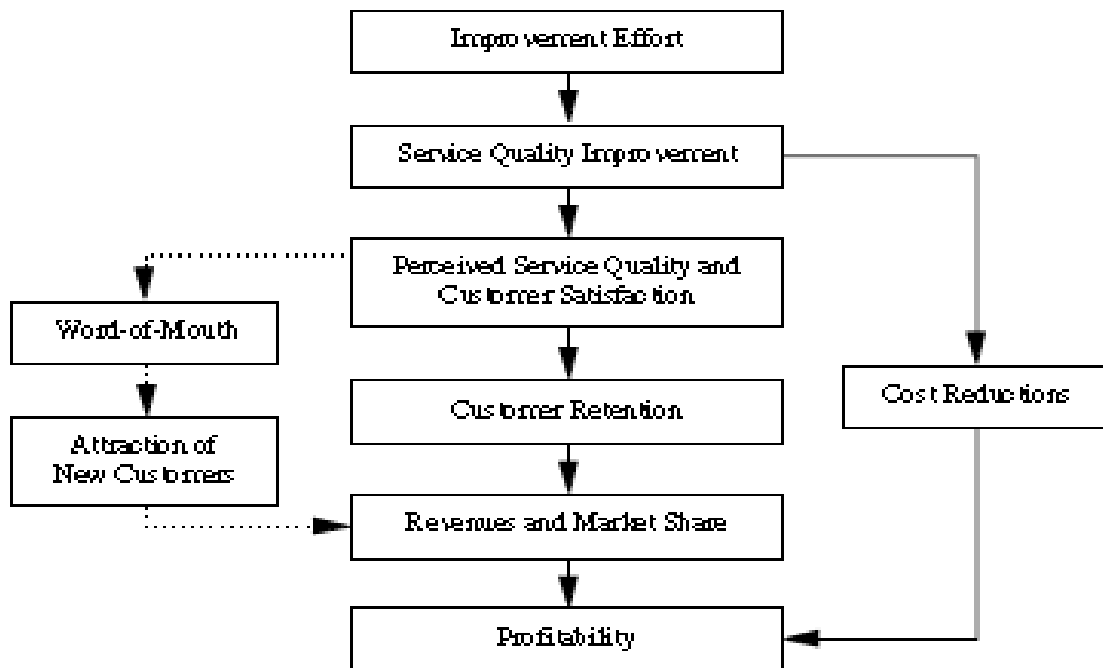 Improvement Effort
Service Quality Improvement
Perceived Service Quality and
Customer Satisfaction
Word-of-Mouth
Customer Retention
Cost Reductions
Attraction of
New Customers
Revenues and Market Share
Profitability